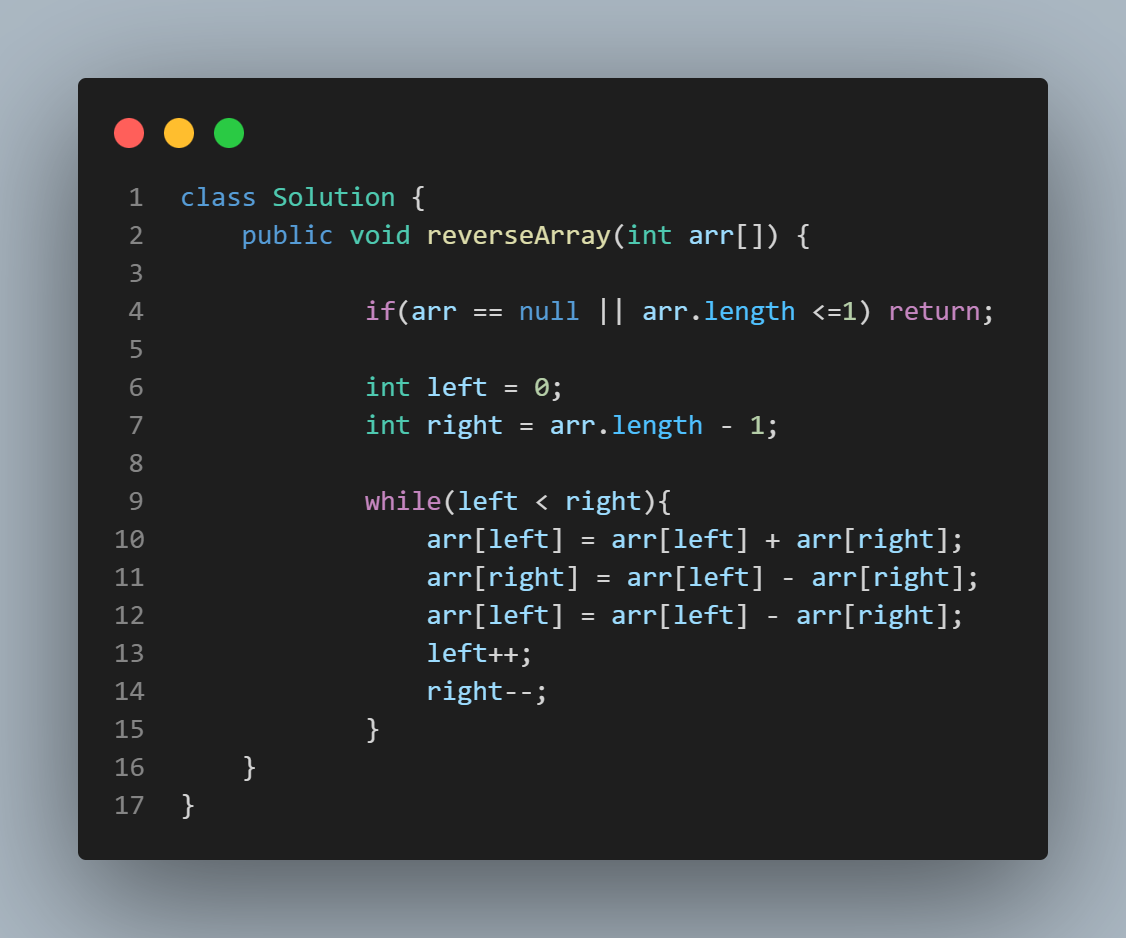 1 class Solution {
2     public void reverseArray(int arr[]) {
3
4             if(arr == null || arr.length <=1) return;
5
6             int left = 0;
7             int right = arr.length - 1;
8
9             while(left < right){
10                 arr[left] = arr[left] + arr[right];
11                 arr[right] = arr[left] - arr[right];
12                 arr[left] = arr[left] - arr[right];
13                 left++;
14                 right--;
15             }
16     }
17 }